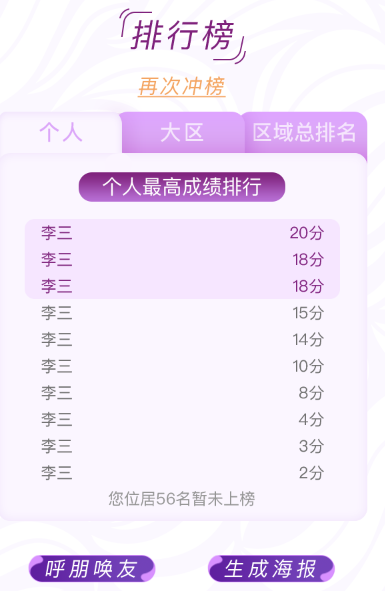 排行榜
再次冲榜
个人 大区 区域总排名
个人最高成绩排行
李三 20分
李三 18分
李三 18分
李三 15分
李三 14分
李三 10分
李三 8分
李三 4分
李三 3分
李三 2分
您位居56名暂未上榜
呼朋唤友 生成海报